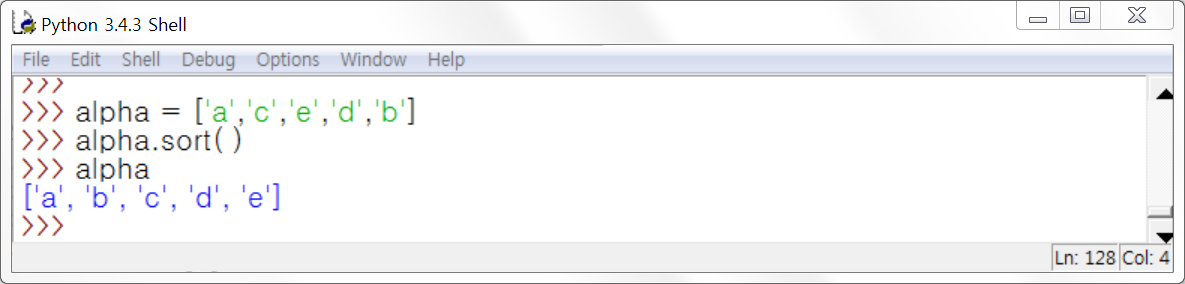 Python 3.4.3 Shell
File Edit Shell Debug Options Window Help
>>>
>>> alpha = ['a','c','e','d','b']
>>> alpha.sort( )
>>> alpha
['a', 'b', 'c', 'd', 'e']
>>>
Ln: 128 Col: 4